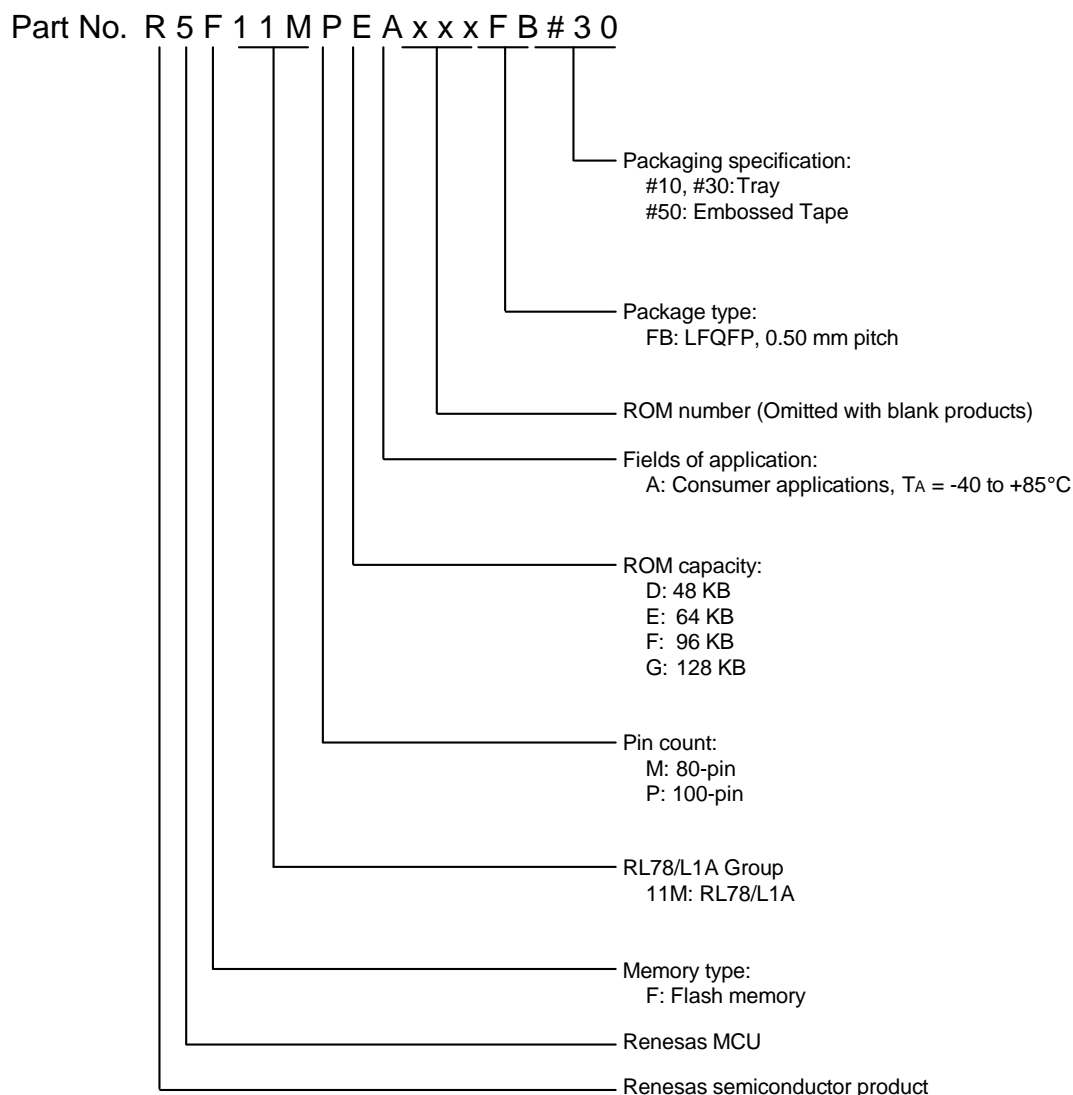 Part No. R 5 F 1 1 M P E A x x x F B # 3 0
Packaging specification:
#10, #30:Tray
#50: Embossed Tape
Package type:
FB: LFQFP, 0.50 mm pitch
ROM number (Omitted with blank products)
Fields of application:
A: Consumer applications, TA = -40 to +85°C
ROM capacity:
D: 48 KB
E: 64 KB
F: 96 KB
G: 128 KB
Pin count:
M: 80-pin
P: 100-pin
RL78/L1A Group
11M: RL78/L1A
Memory type:
F: Flash memory
Renesas MCU
Renesas semiconductor product